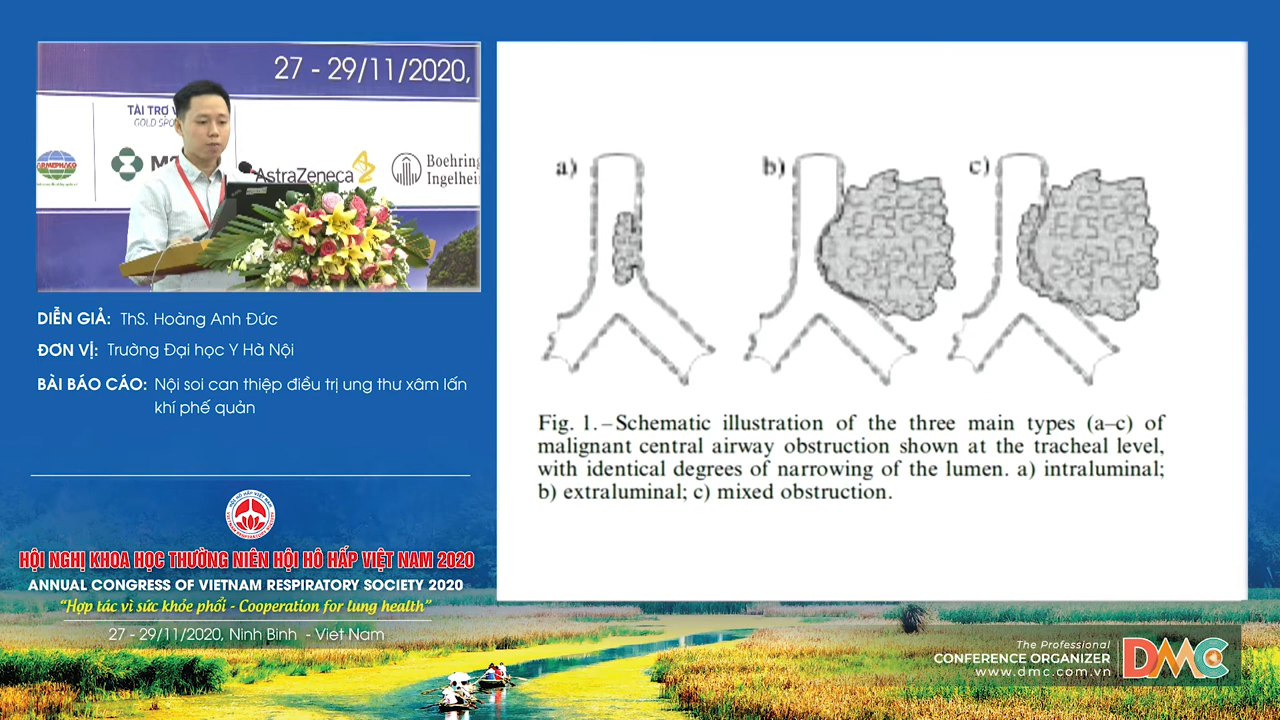 27 - 29/11/2020,
TÀI TRỢ V
GOLD SPO
ARMEPHACO
AstraZeneca
Boehring
Ingelhei
DIỄN GIẢ: ThS. Hoàng Anh Đức
ĐƠN VỊ: Trường Đại học Y Hà Nội
BÀI BÁO CÁO: Nội soi can thiệp điều trị ung thư xâm lấn
khí phế quản
HỘI NGHỊ KHOA HỌC THƯỜNG NIÊN HỘI HÔ HẤP VIỆT NAM 2020
ANNUAL CONGRESS OF VIETNAM RESPIRATORY SOCIETY 2020
“Hợp tác vì sức khỏe phổi - Cooperation for lung health”
27 - 29/11/2020, Ninh Binh - Viet Nam
a)
b)
c)
Fig. 1. – Schematic illustration of the three main types (a–c) of
malignant central airway obstruction shown at the tracheal level,
with identical degrees of narrowing of the lumen. a) intraluminal;
b) extraluminal; c) mixed obstruction.
The Professional
CONFERENCE ORGANIZER
www.dmc.com.vn
DMC